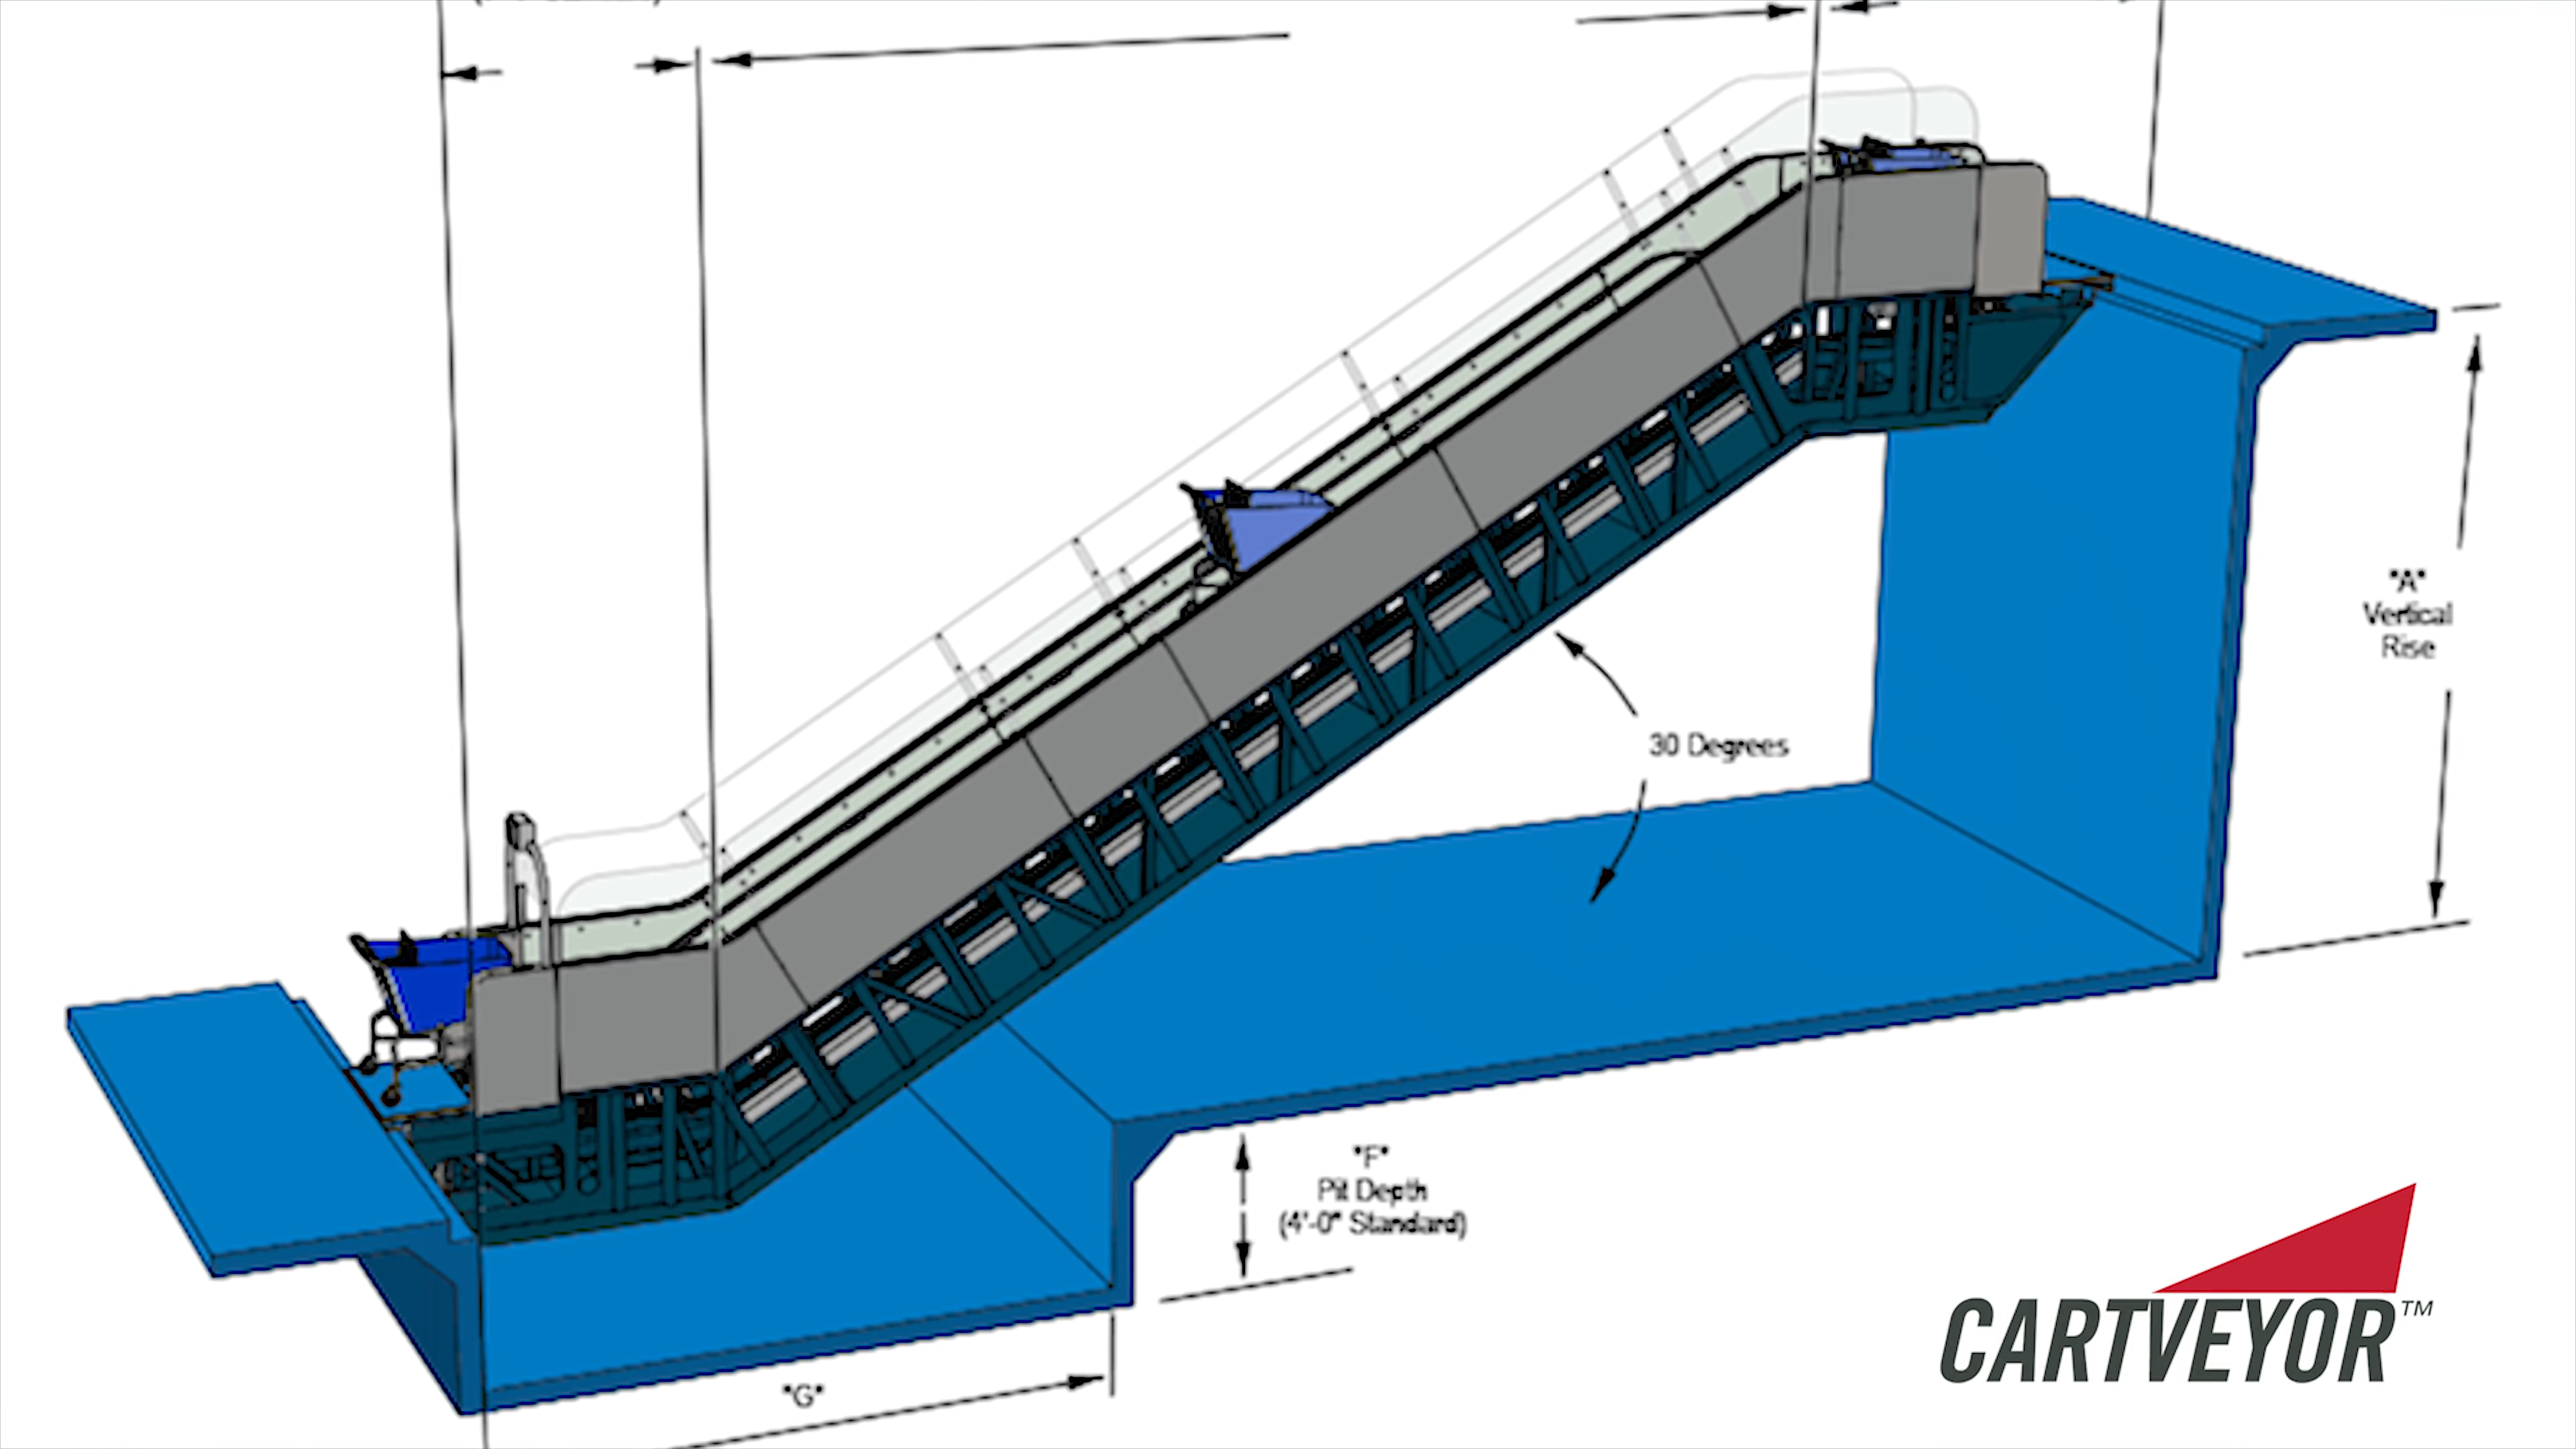 "A"
Vertical
Rise
30 Degrees
"F"
Pit Depth
(4'-0" Standard)
"G"
CARTVEYOR™